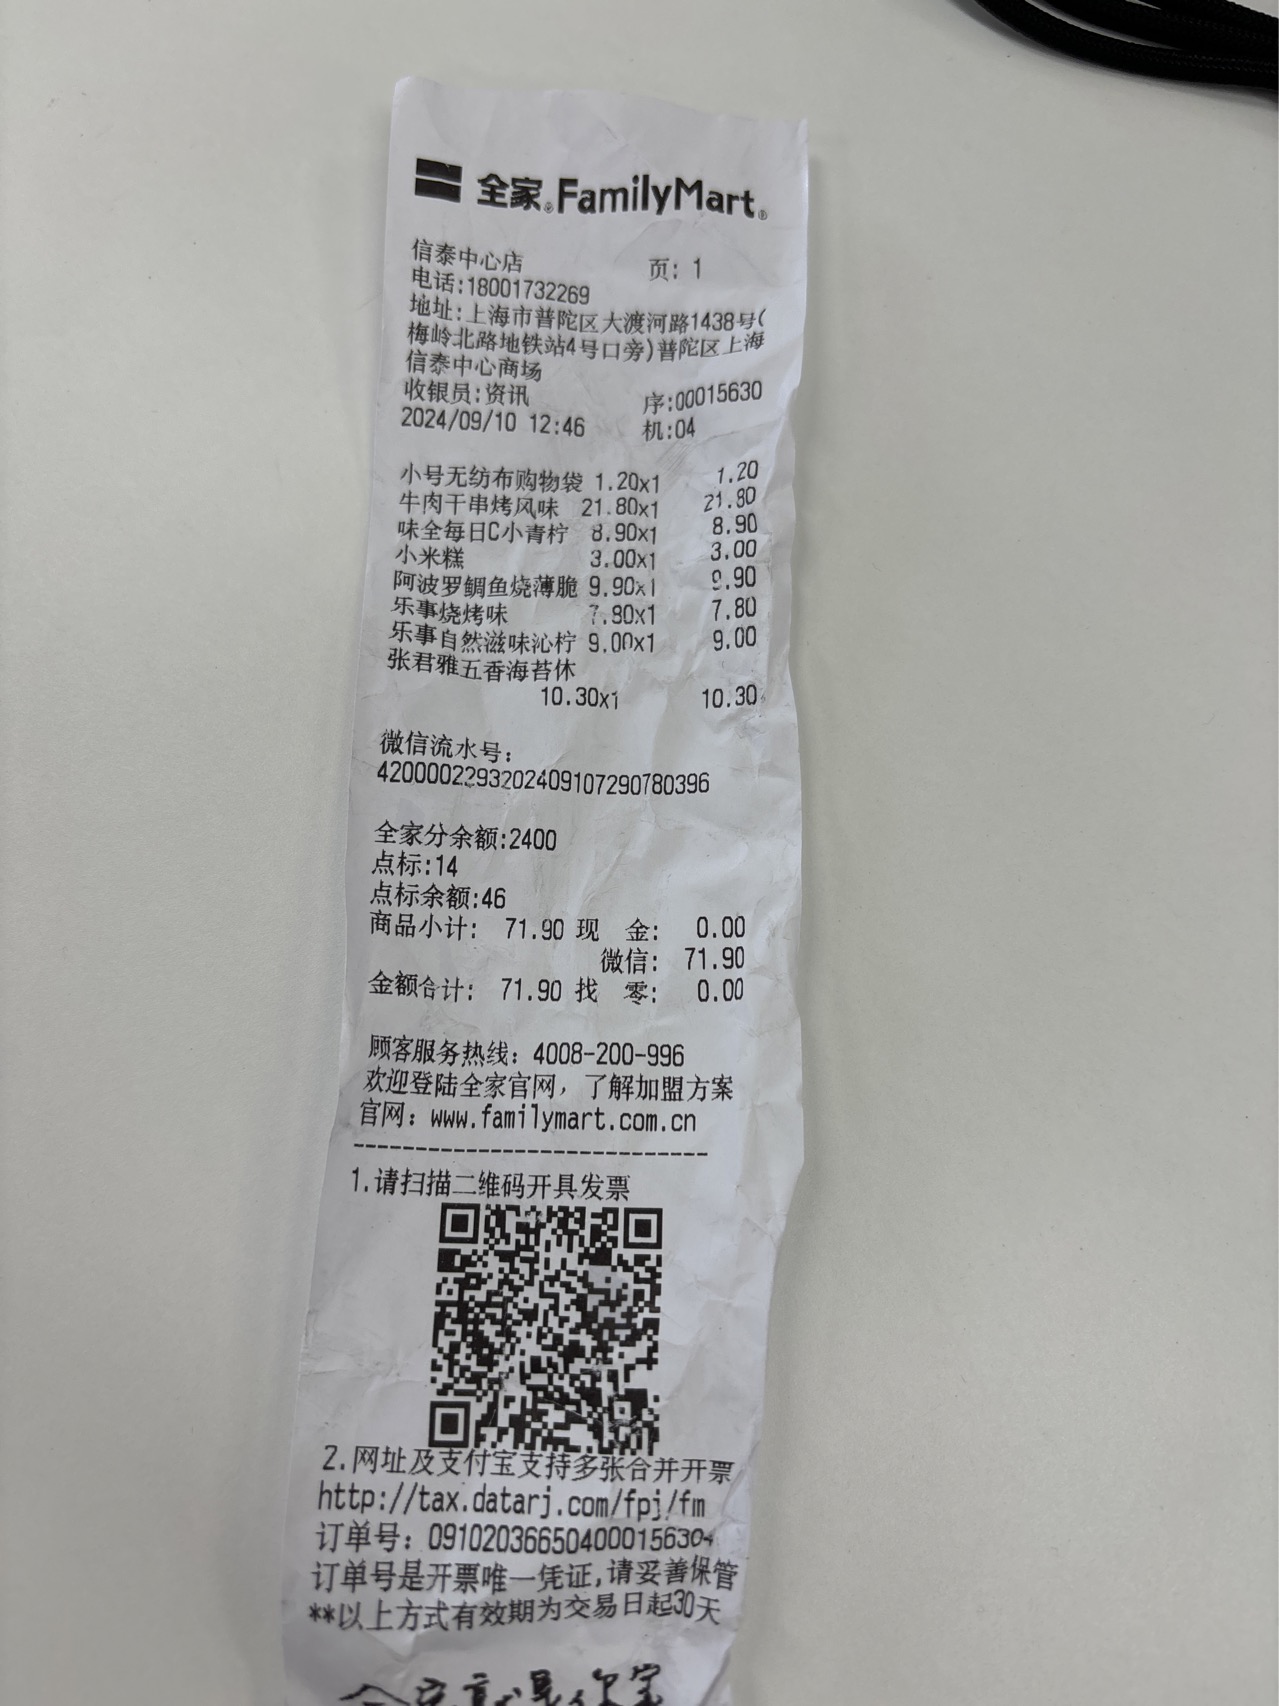 全家 FamilyMart
信泰中心店 页: 1
电话:18001732269
地址:上海市普陀区大渡河路1438号(
梅岭北路地铁站4号口旁)普陀区上海
信泰中心商场
收银员:资讯 序:00015630
2024/09/10 12:46 机:04
小号无纺布购物袋 1.20x1 1.20
牛肉干串烤风味 21.80x1 21.80
味全每日C小青柠 8.90x1 8.90
小米糕 3.00x1 3.00
阿波罗鲷鱼烧薄脆 9.90x1 9.90
乐事烧烤味 7.80x1 7.80
乐事自然滋味沁柠 9.00x1 9.00
张君雅五香海苔休
10.30x1 10.30
微信流水号:
4200002293202409107290780396
全家分余额:2400
点标:14
点标余额:46
商品小计: 71.90 现 金: 0.00
微信: 71.90
金额合计: 71.90 找 零: 0.00
顾客服务热线: 4008-200-996
欢迎登陆全家官网, 了解加盟方案
官网: www.familymart.com.cn
-----------------------------
1.请扫描二维码开具发票
2.网址及支付宝支持多张合并开票
http://tax.datarj.com/fpj/fm
订单号: 091020366504000156304
订单号是开票唯一凭证,请妥善保管
**以上方式有效期为交易日起30天
全家就是你家